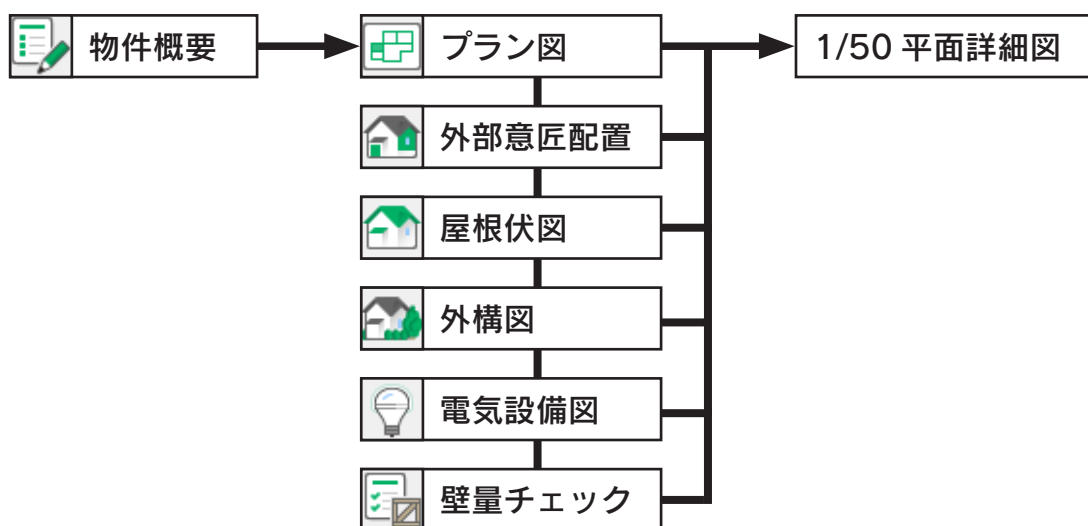 物件概要
プラン図
1/50 平面詳細図
外部意匠配置
屋根伏図
外構図
電気設備図
壁量チェック